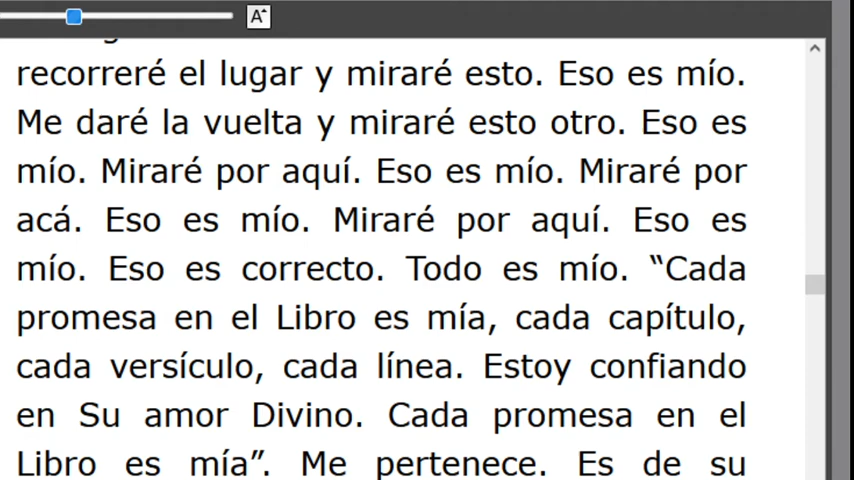 A
recorreré el lugar y miraré esto. Eso es mío.
Me daré la vuelta y miraré esto otro. Eso es
mío. Miraré por aquí. Eso es mío. Miraré por
acá. Eso es mío. Miraré por aquí. Eso es
mío. Eso es correcto. Todo es mío. “Cada
promesa en el Libro es mía, cada capítulo,
cada versículo, cada línea. Estoy confiando
en Su amor Divino. Cada promesa en el
Libro es mía”. Me pertenece. Es de su